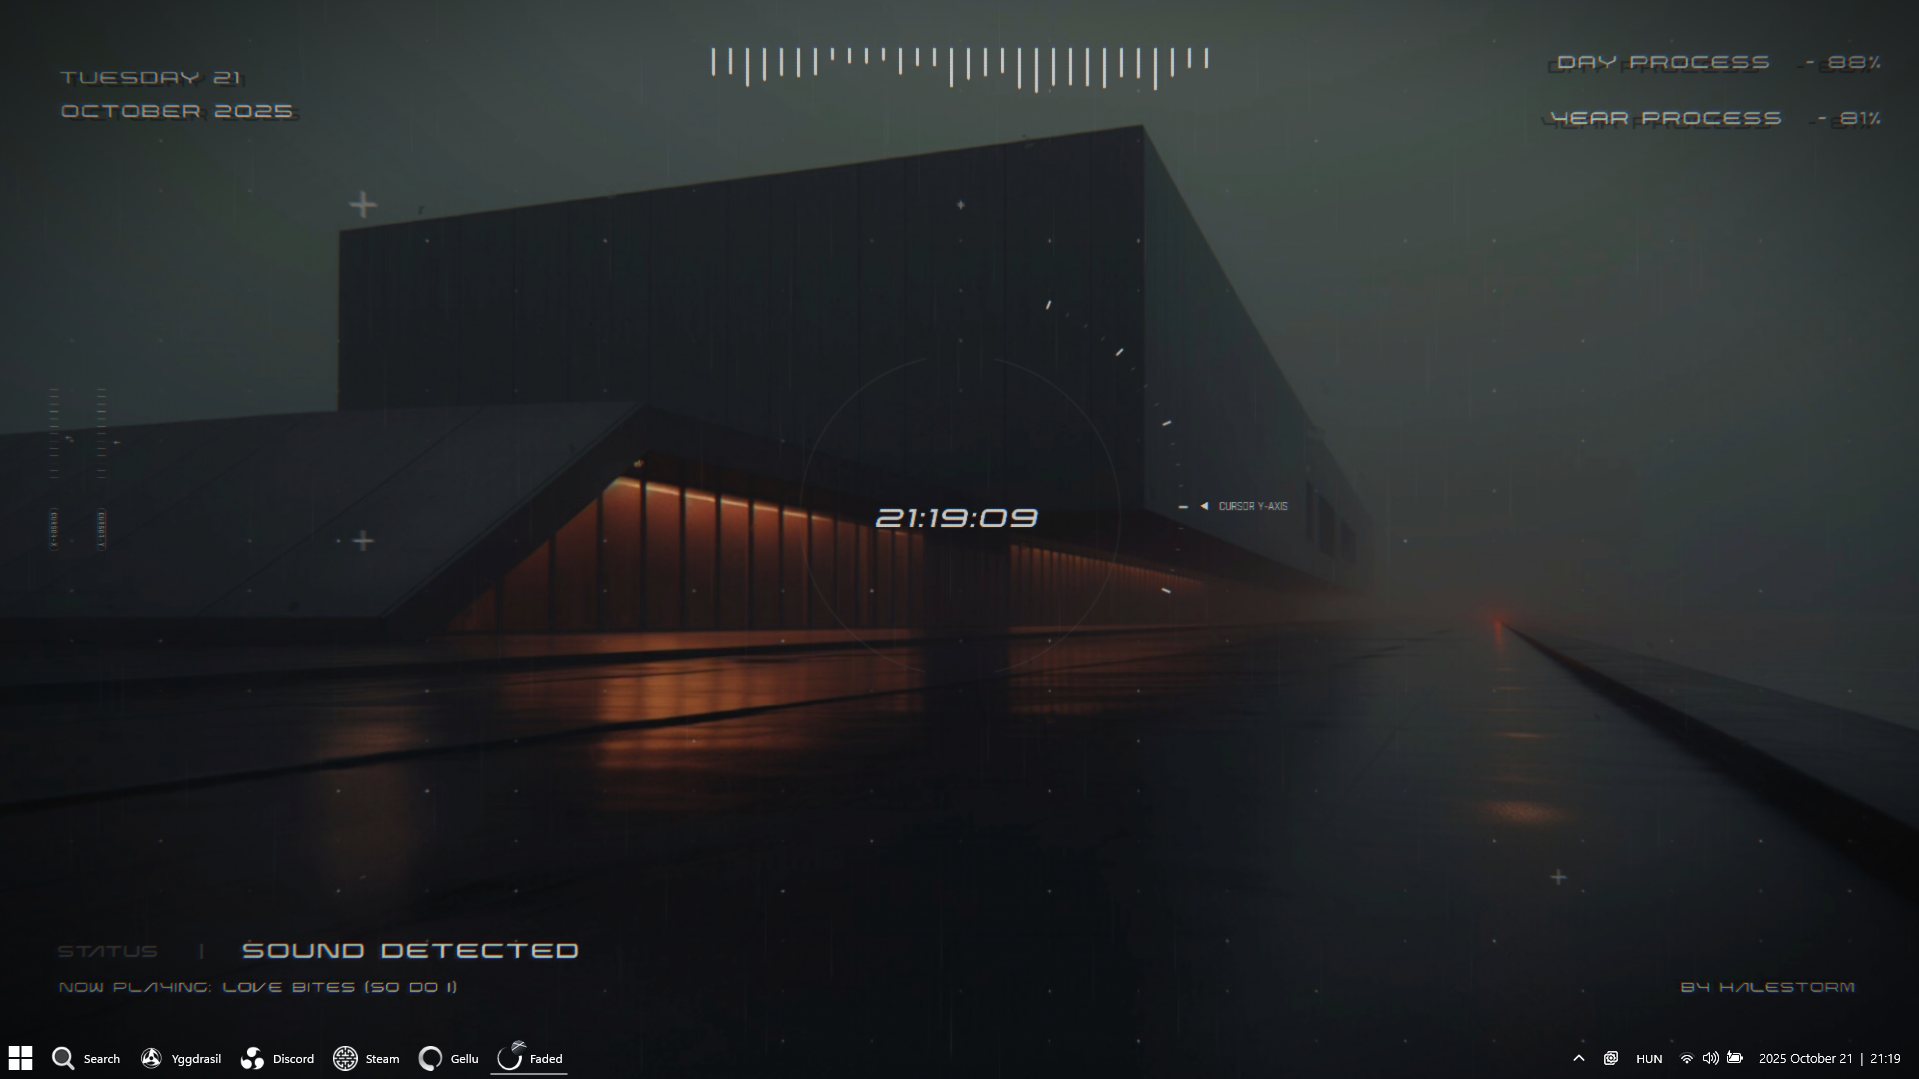 TUESDAY 21
OCTOBER 2025
DAY PROCESS - 88%
YEAR PROCESS - 81%
21:19:09
CURSOR Y-AXIS
CURSOR-X
CURSOR-Y
STATUS | SOUND DETECTED
NOW PLAYING: LOVE BITES (SO DO I)
BY HALESTORM
Search
Yggdrasil
Discord
Steam
Gellu
Faded
HUN
2025 October 21 | 21:19